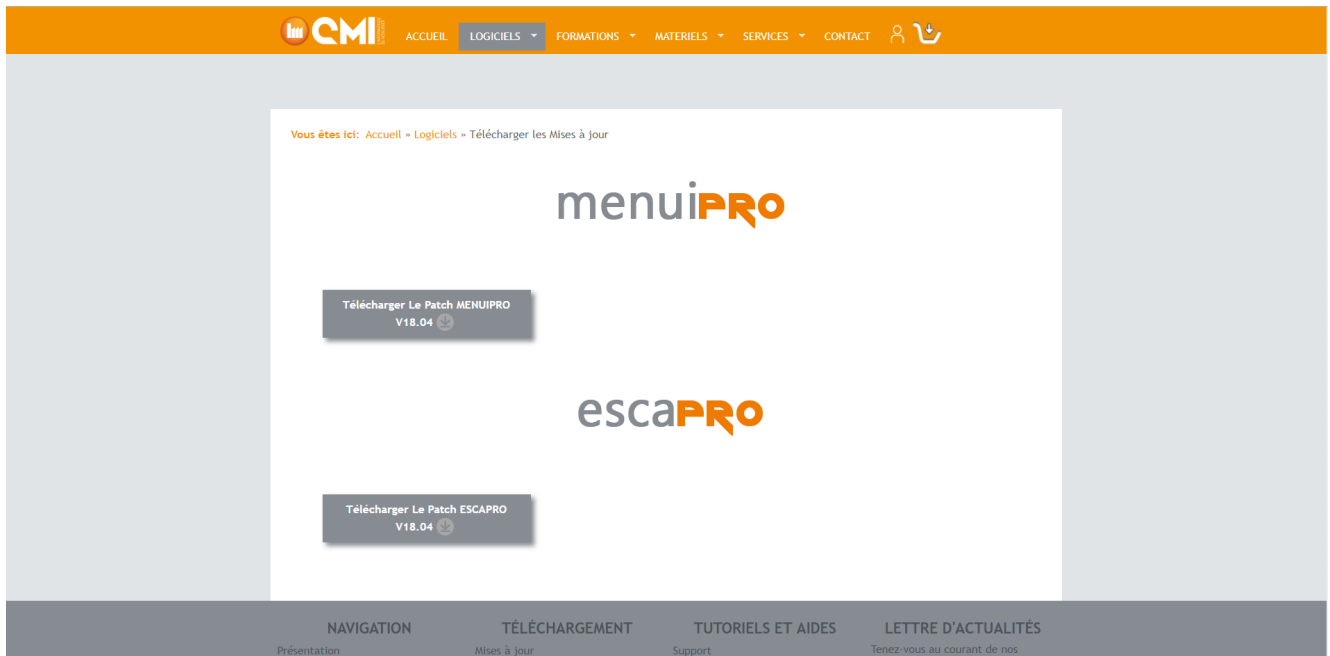 CMI
ACCUEIL LOGICIELS FORMATIONS MATERIELS SERVICES CONTACT
Vous êtes ici: Accueil » Logiciels » Télécharger les Mises à jour
menuiPRO
Télécharger Le Patch MENUIPRO
V18.04
escaPRO
Télécharger Le Patch ESCAPRO
V18.04
NAVIGATION TÉLÉCHARGEMENT TUTORIELS ET AIDES LETTRE D'ACTUALITÉS
Présentation Mises à jour Support Tenez-vous au courant de nos